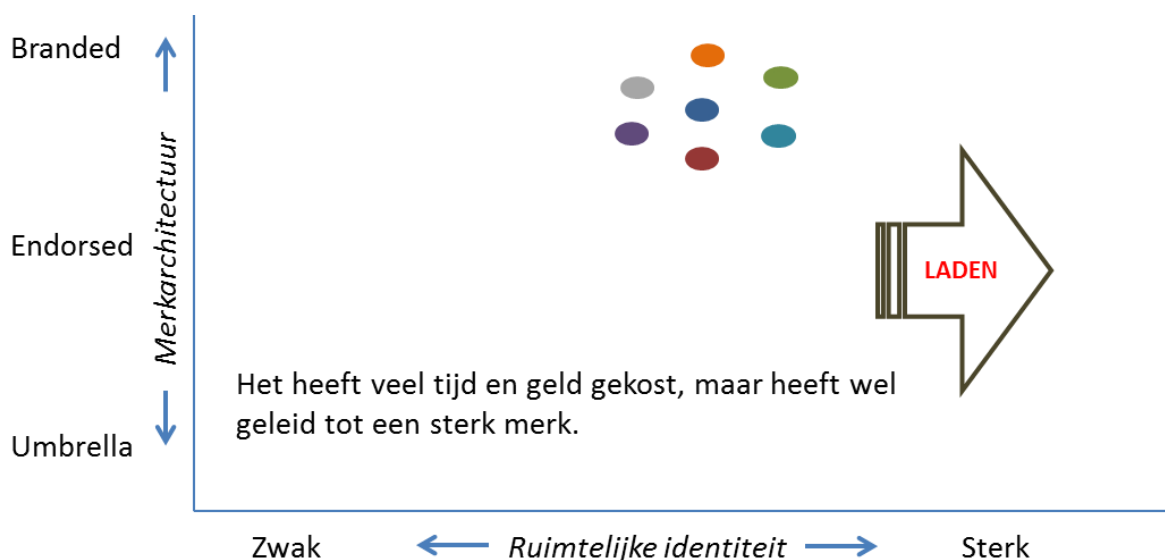 Branded
Merkarchitectuur
Endorsed
LADEN
Het heeft veel tijd en geld gekost, maar heeft wel
geleid tot een sterk merk.
Umbrella
Zwak
Ruimtelijke identiteit
Sterk